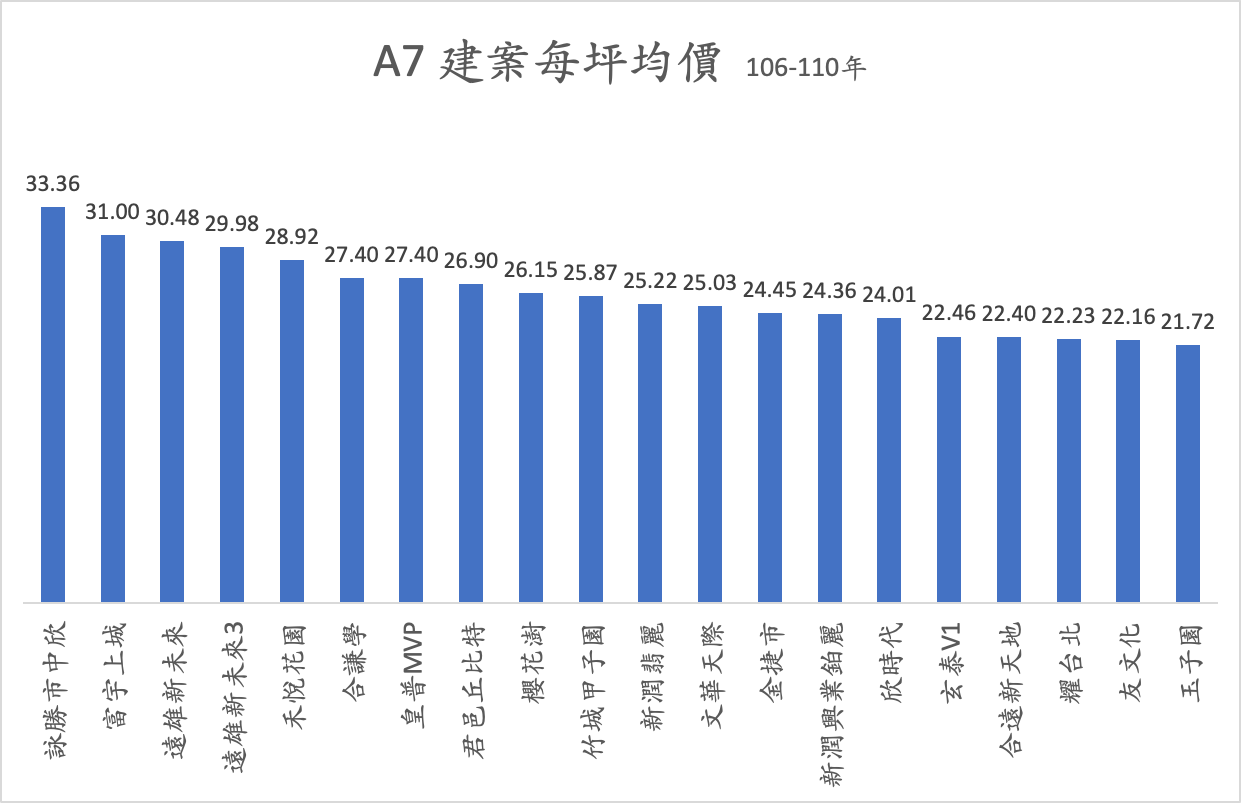 A7 建案每坪均價 106-110年
33.36
31.00
30.48
29.98
28.92
27.40
27.40
26.90
26.15
25.87
25.22
25.03
24.45
24.36
24.01
22.46
22.40
22.23
22.16
21.72
詠勝市中欣
富宇上城
遠雄新未來
遠雄新未來3
禾悅花園
合謙學
皇普MVP
君邑丘比特
櫻花澍
竹城甲子園
新潤翡麗
文華天際
金捷市
新潤興業鉑麗
欣時代
玄泰V1
合遠新天地
耀台北
友文化
玉子園